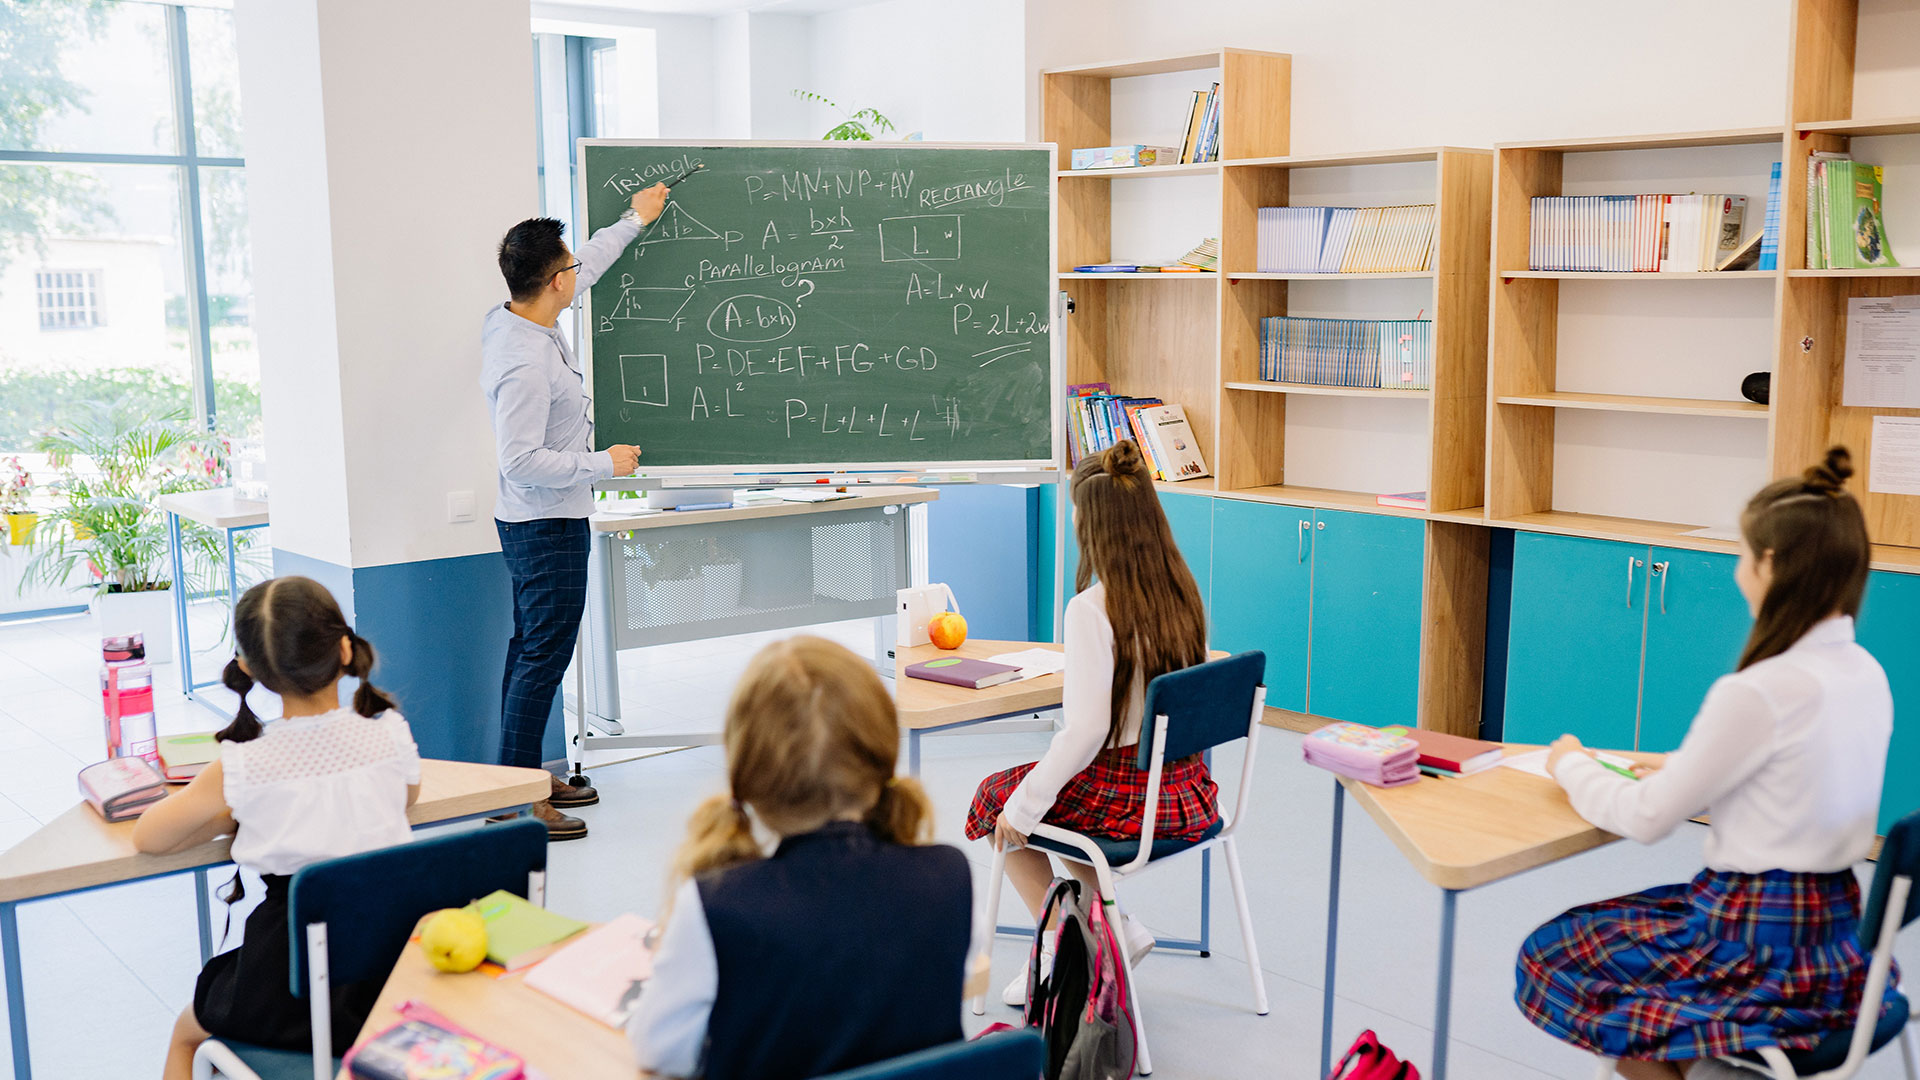 TRiangle
P=MN+NP+AY
RECTANgle
h b
P
N
A = b×h
2
L w
PARAllelogRAM
D C
h
B F
A=b×h ?
A=L×w
P=2L+2w
P=DE+EF+FG+GD
l
A=L²
P=L+L+L+L